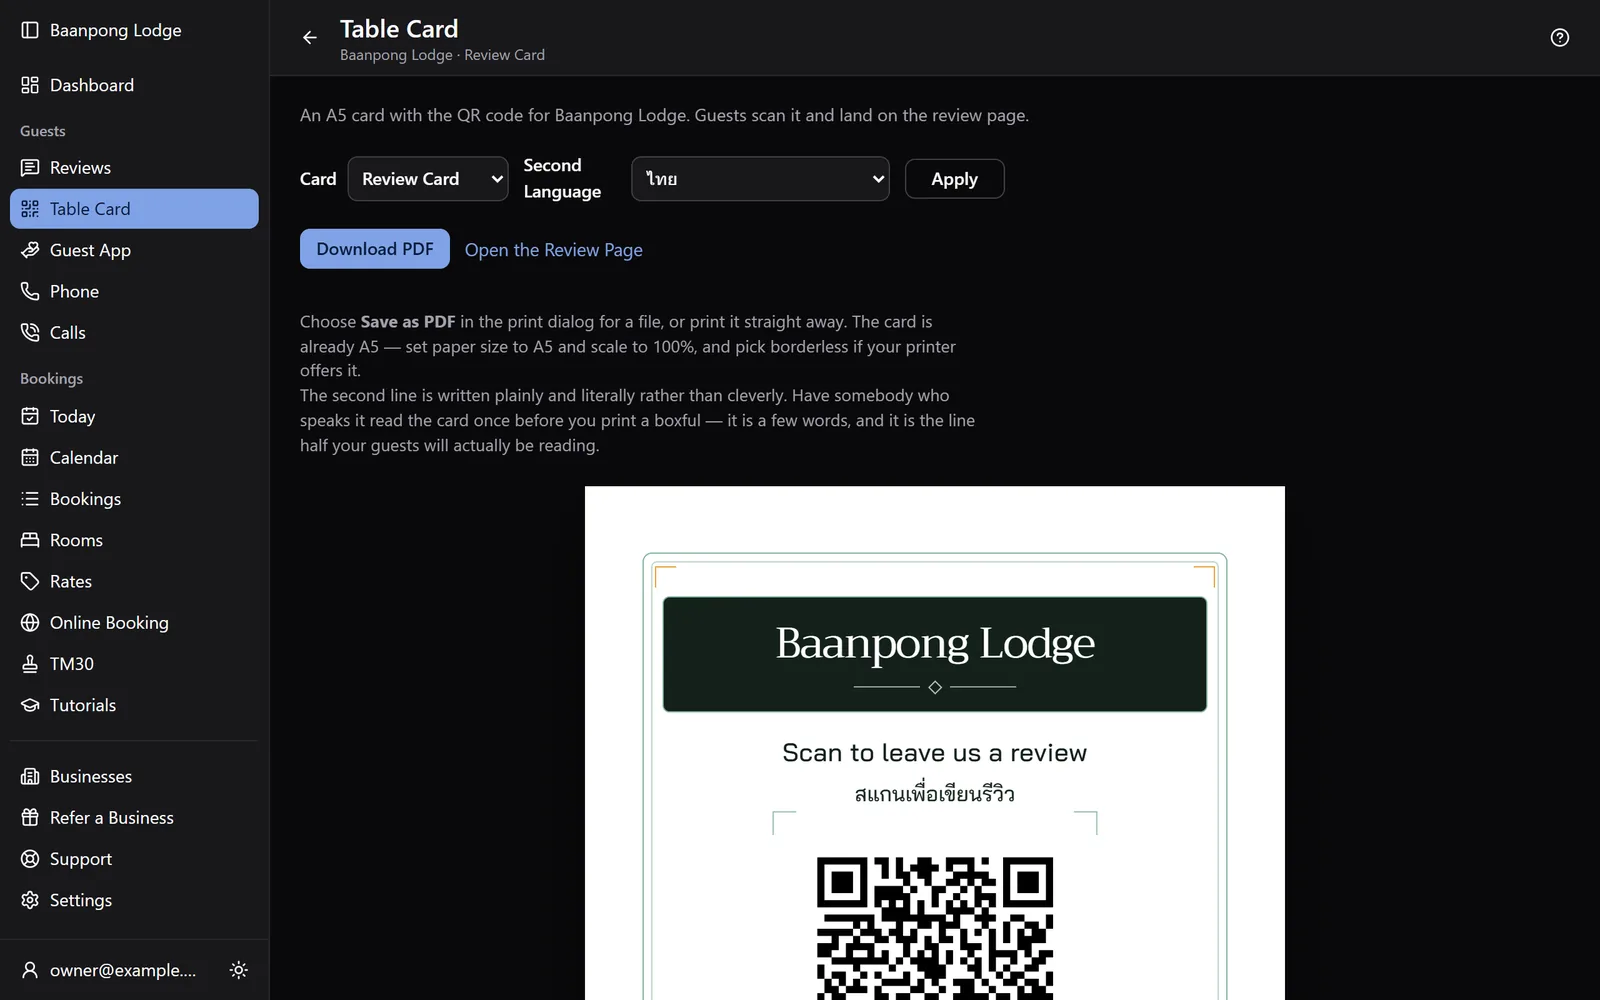 Baanpong Lodge
Dashboard
Guests
Reviews
Table Card
Guest App
Phone
Calls
Bookings
Today
Calendar
Bookings
Rooms
Rates
Online Booking
TM30
Tutorials
Businesses
Refer a Business
Support
Settings
owner@example....
Table Card
Baanpong Lodge · Review Card
An A5 card with the QR code for Baanpong Lodge. Guests scan it and land on the review page.
Card
Review Card
Second
Language
ไทย
Apply
Download PDF
Open the Review Page
Choose Save as PDF in the print dialog for a file, or print it straight away. The card is
already A5 — set paper size to A5 and scale to 100%, and pick borderless if your printer
offers it.
The second line is written plainly and literally rather than cleverly. Have somebody who
speaks it read the card once before you print a boxful — it is a few words, and it is the line
half your guests will actually be reading.
Baanpong Lodge
Scan to leave us a review
สแกนเพื่อเขียนรีวิว